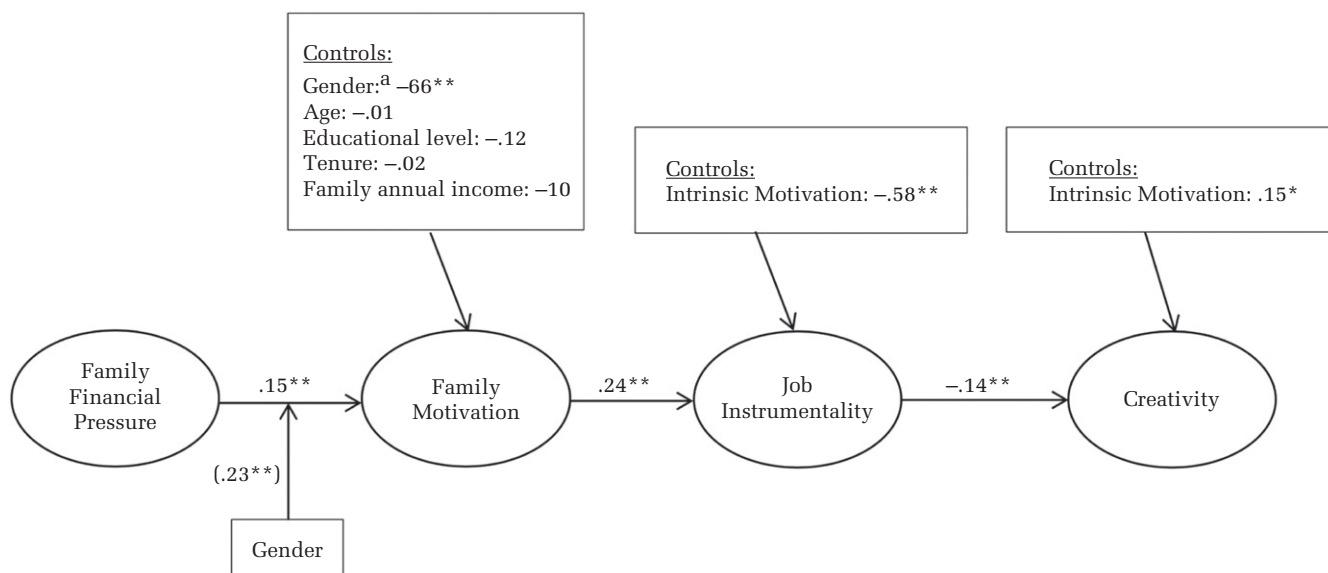 Controls:
Gender:a –66**
Age: –.01
Educational level: –.12
Tenure: –.02
Family annual income: –10
Controls:
Intrinsic Motivation: –.58**
Controls:
Intrinsic Motivation: .15*
Family
Financial
Pressure
.15**
Family
Motivation
.24**
Job
Instrumentality
–.14**
Creativity
(.23**)
Gender